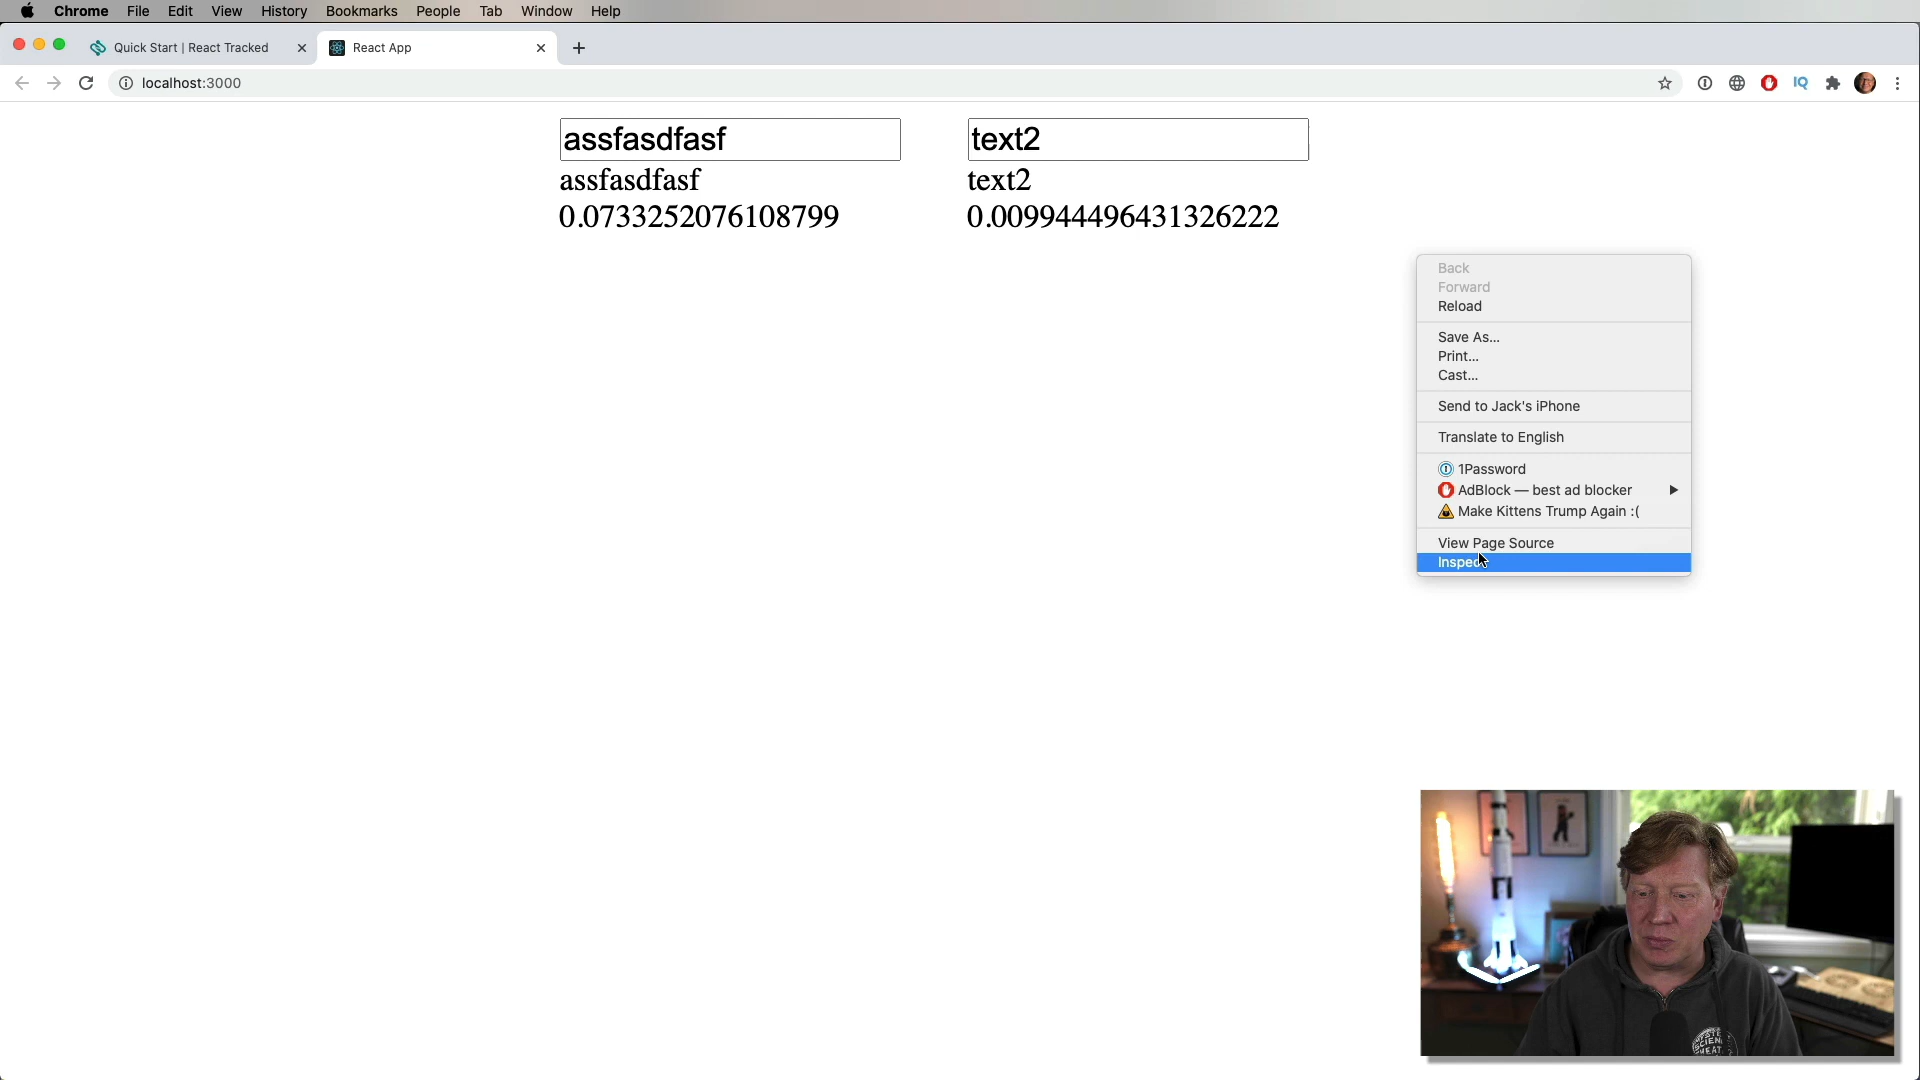 Chrome File Edit View History Bookmarks People Tab Window Help
Quick Start | React Tracked
React App
localhost:3000
IQ
assfasdfasf
text2
assfasdfasf
text2
0.0733252076108799
0.009944496431326222
Back
Forward
Reload
Save As...
Print...
Cast...
Send to Jack's iPhone
Translate to English
1Password
AdBlock — best ad blocker
Make Kittens Trump Again :(
View Page Source
Inspect